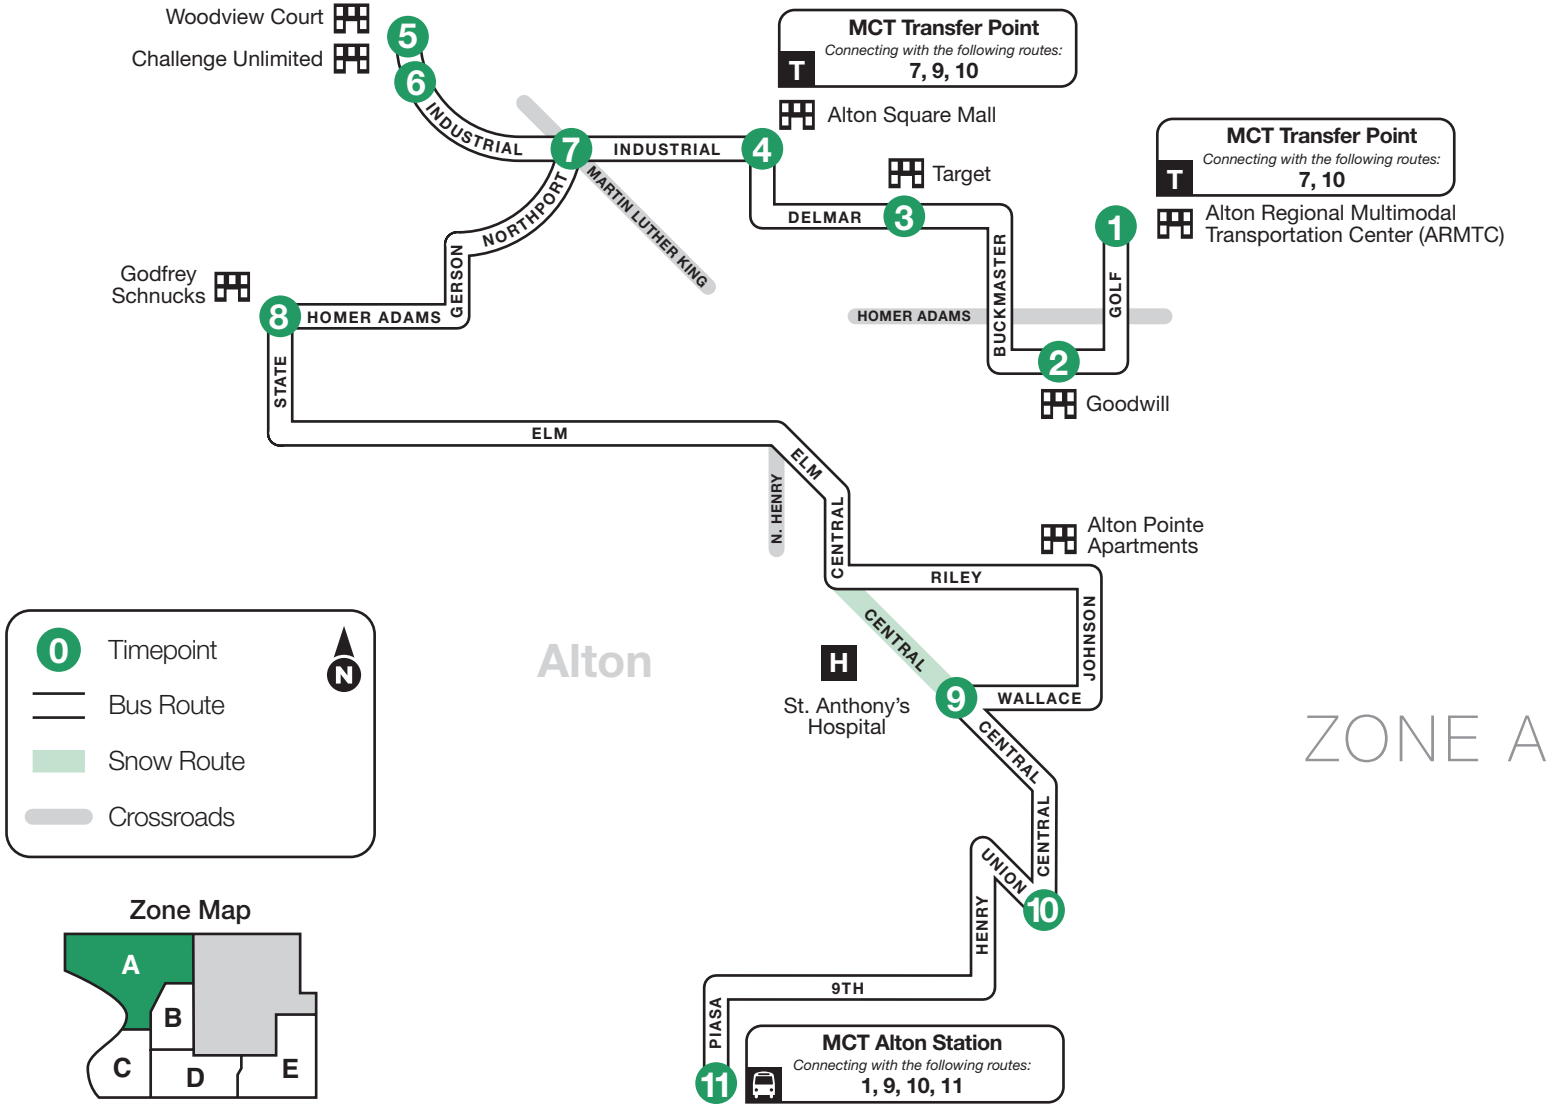 Woodview Court
Challenge Unlimited
5
6
MCT Transfer Point
Connecting with the following routes:
7, 9, 10
T
Alton Square Mall
INDUSTRIAL
7
INDUSTRIAL
4
MCT Transfer Point
Connecting with the following routes:
7, 10
T
Alton Regional Multimodal
Transportation Center (ARMTC)
Target
DELMAR
3
1
NORTHPORT
MARTIN LUTHER KING
GERSON
BUCKMASTER
GOLF
Godfrey
Schnucks
8
HOMER ADAMS
HOMER ADAMS
2
Goodwill
STATE
ELM
ELM
N. HENRY
CENTRAL
Alton Pointe
Apartments
RILEY
JOHNSON
CENTRAL
Alton
H
St. Anthony's
Hospital
9
WALLACE
CENTRAL
ZONE A
0
Timepoint
N
Bus Route
Snow Route
Crossroads
CENTRAL
UNION
10
HENRY
9TH
PIASA
11
MCT Alton Station
Connecting with the following routes:
1, 9, 10, 11
Zone Map
A
B
C
D
E